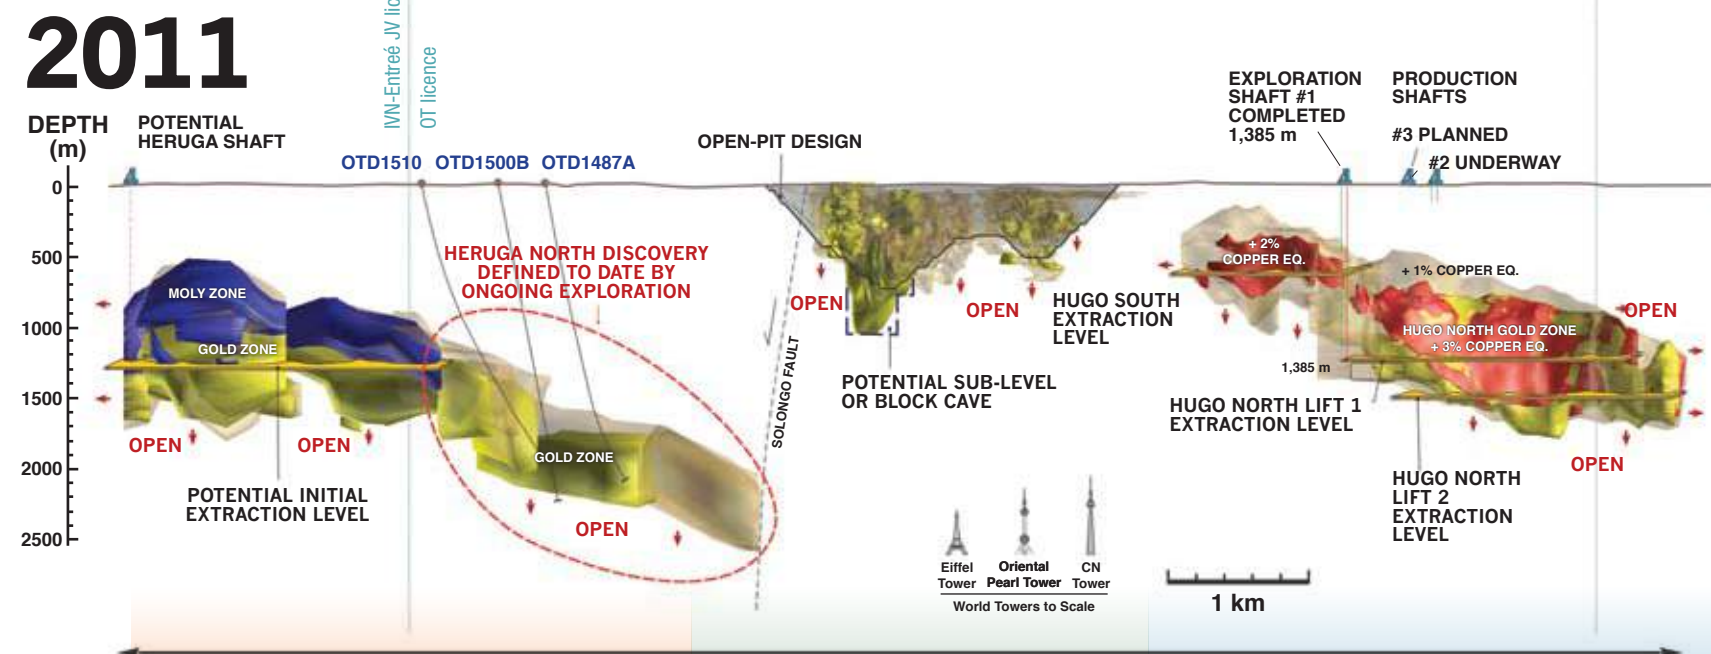 2011
IVN-Entreé JV lic
OT licence
DEPTH
(m)
0
500
1000
1500
2000
2500
POTENTIAL
HERUGA SHAFT
OTD1510
OTD1500B
OTD1487A
MOLY ZONE
GOLD ZONE
OPEN
OPEN
POTENTIAL INITIAL
EXTRACTION LEVEL
HERUGA NORTH DISCOVERY
DEFINED TO DATE BY
ONGOING EXPLORATION
GOLD ZONE
OPEN
SOLONGO FAULT
OPEN-PIT DESIGN
OPEN
OPEN
POTENTIAL SUB-LEVEL
OR BLOCK CAVE
HUGO SOUTH
EXTRACTION
LEVEL
EXPLORATION
SHAFT #1
COMPLETED
1,385 m
PRODUCTION
SHAFTS
#3 PLANNED
#2 UNDERWAY
+ 2%
COPPER EQ.
+ 1% COPPER EQ.
OPEN
HUGO NORTH GOLD ZONE
+ 3% COPPER EQ.
1,385 m
HUGO NORTH LIFT 1
EXTRACTION LEVEL
OPEN
HUGO NORTH
LIFT 2
EXTRACTION
LEVEL
Eiffel
Tower
Oriental
Pearl Tower
CN
Tower
World Towers to Scale
1 km